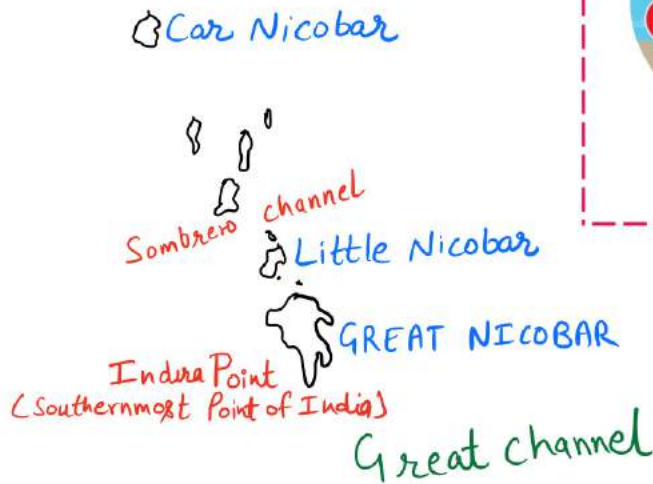 Car Nicobar
Sombrero channel
Little Nicobar
GREAT NICOBAR
Indira Point
(Southernmost Point of India)
Great channel